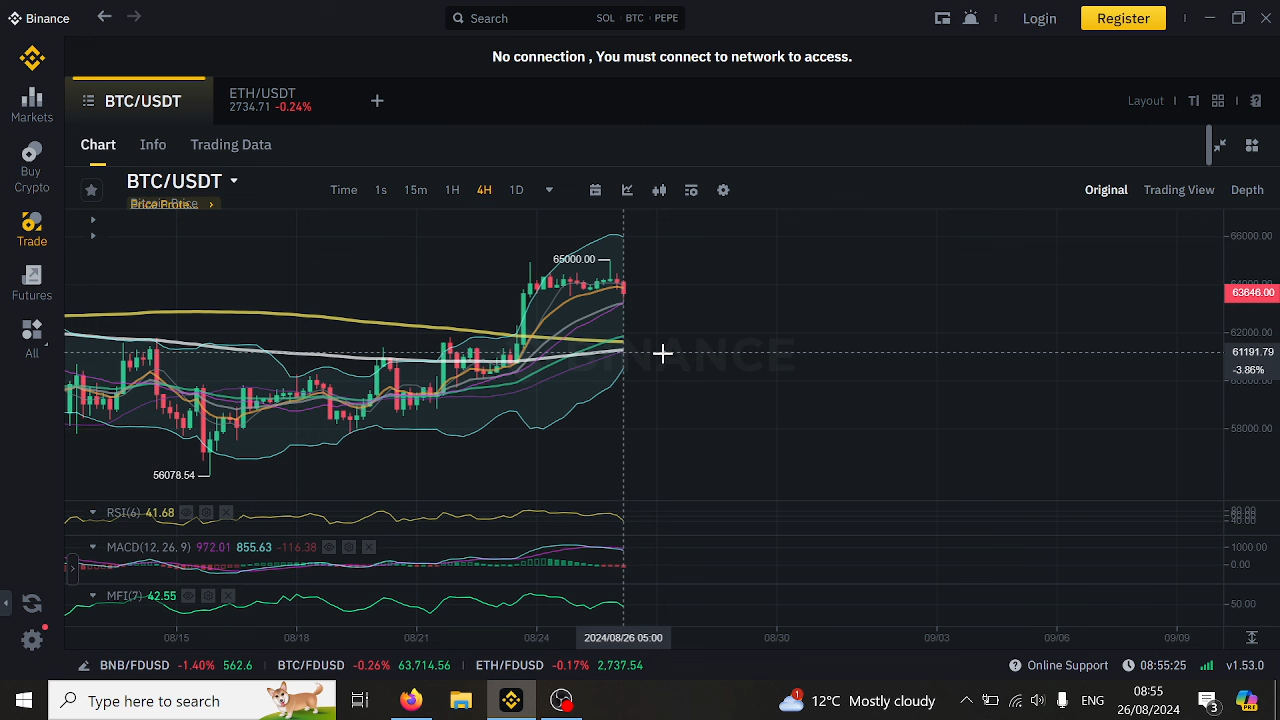 Binance
Search SOL BTC PEPE
Login Register
No connection , You must connect to network to access.
BTC/USDT
ETH/USDT
2734.71 -0.24%
Layout
Markets
Chart Info Trading Data
Buy
Crypto
BTC/USDT
Time 1s 15m 1H 4H 1D
Original Trading View Depth
Trade
Futures
All
66000.00
65000.00
63646.00
62000.00
61191.79
-3.86%
58000.00
56078.54
BINANCE
RSI(6) 41.68
MACD(12, 26, 9) 972.01 855.63 -116.38
1000.00
0.00
MFI(7) 42.55
50.00
08/15 08/18 08/21 08/24 2024/08/26 05:00 08/30 09/03 09/06 09/09
BNB/FDUSD -1.40% 562.6 BTC/FDUSD -0.26% 63,714.56 ETH/FDUSD -0.17% 2,737.54
Online Support 08:55:25 v1.53.0
Type here to search
12°C Mostly cloudy
ENG
08:55
26/08/2024
1
3
PRE